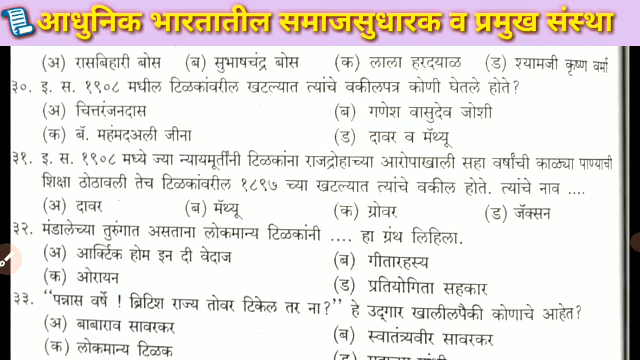 आधुनिक भारतातील समाजसुधारक व प्रमुख संस्था
(अ) रासबिहारी बोस (ब) सुभाषचंद्र बोस (क) लाला हरदयाळ (ड) श्यामजी कृष्ण वर्मा
३०. इ. स. १९०८ मधील टिळकांवरील खटल्यात त्यांचे वकीलपत्र कोणी घेतले होते?
(अ) चित्तरंजनदास (ब) गणेश वासुदेव जोशी
(क) बॅ. महंमदअली जीना (ड) दावर व मॅथ्यू
३१. इ. स. १९०८ मध्ये ज्या न्यायमूर्तींनी टिळकांना राजद्रोहाच्या आरोपाखाली सहा वर्षांची काळ्या पाण्याची
शिक्षा ठोठावली तेच टिळकांवरील १८९७ च्या खटल्यात त्यांचे वकील होते. त्यांचे नाव ....
(अ) दावर (ब) मॅथ्यू (क) ग्रोवर (ड) जॅक्सन
३२. मंडालेच्या तुरुंगात असताना लोकमान्य टिळकांनी .... हा ग्रंथ लिहिला.
(अ) आर्क्टिक होम इन दी वेदाज (ब) गीतारहस्य
(क) ओरायन (ड) प्रतियोगिता सहकार
३३. "पन्नास वर्षे ! ब्रिटिश राज्य तोवर टिकेल तर ना?" हे उद्‌गार खालीलपैकी कोणाचे आहेत?
(अ) बाबाराव सावरकर (ब) स्वातंत्र्यवीर सावरकर
(क) लोकमान्य टिळक